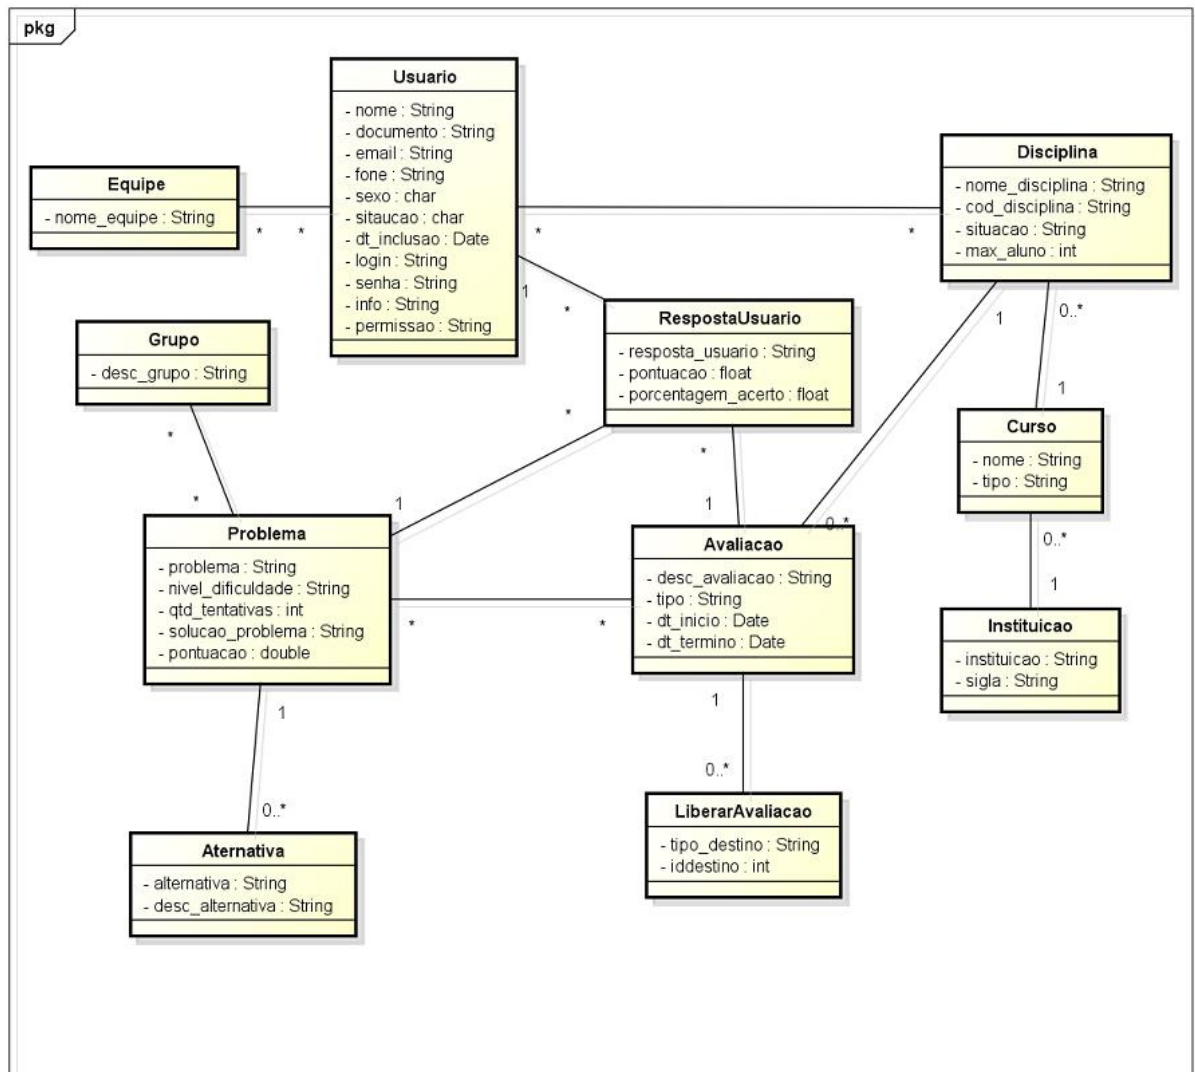 pkg
Usuario
- nome : String
- documento : String
- email : String
- fone : String
- sexo : char
- sitaucao : char
- dt_inclusao : Date
- login : String
- senha : String
- info : String
- permissao : String
Disciplina
- nome_disciplina : String
- cod_disciplina : String
- situacao : String
- max_aluno : int
Equipe
- nome_equipe : String
* * * *
1
*
1
0..*
RespostaUsuario
- resposta_usuario : String
- pontuacao : float
- porcentagem_acerto : float
Grupo
- desc_grupo : String
*
*
*
1
*
1
*
1
0..*
Curso
- nome : String
- tipo : String
0..*
1
Problema
- problema : String
- nivel_dificuldade : String
- qtd_tentativas : int
- solucao_problema : String
- pontuacao : double
Avaliacao
- desc_avaliacao : String
- tipo : String
- dt_inicio : Date
- dt_termino : Date
* *
Instituicao
- instituicao : String
- sigla : String
1
0..*
1
0..*
LiberarAvaliacao
- tipo_destino : String
- iddestino : int
Aternativa
- alternativa : String
- desc_alternativa : String